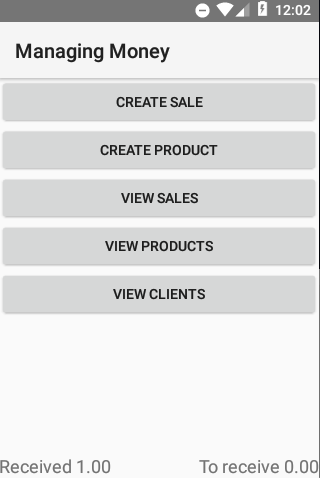 12:02
Managing Money
CREATE SALE
CREATE PRODUCT
VIEW SALES
VIEW PRODUCTS
VIEW CLIENTS
Received 1.00 To receive 0.00